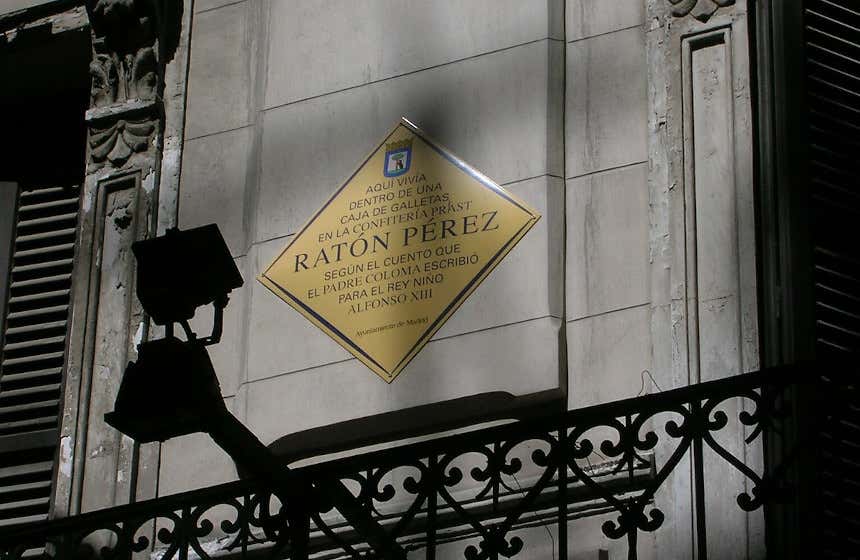 AQUÍ VIVÍA
DENTRO DE UNA
CAJA DE GALLETAS
EN LA CONFITERÍA PRAST
RATÓN PÉREZ
SEGÚN EL CUENTO QUE
EL PADRE COLOMA ESCRIBIÓ
PARA EL REY NIÑO
ALFONSO XIII
Ayuntamiento de Madrid